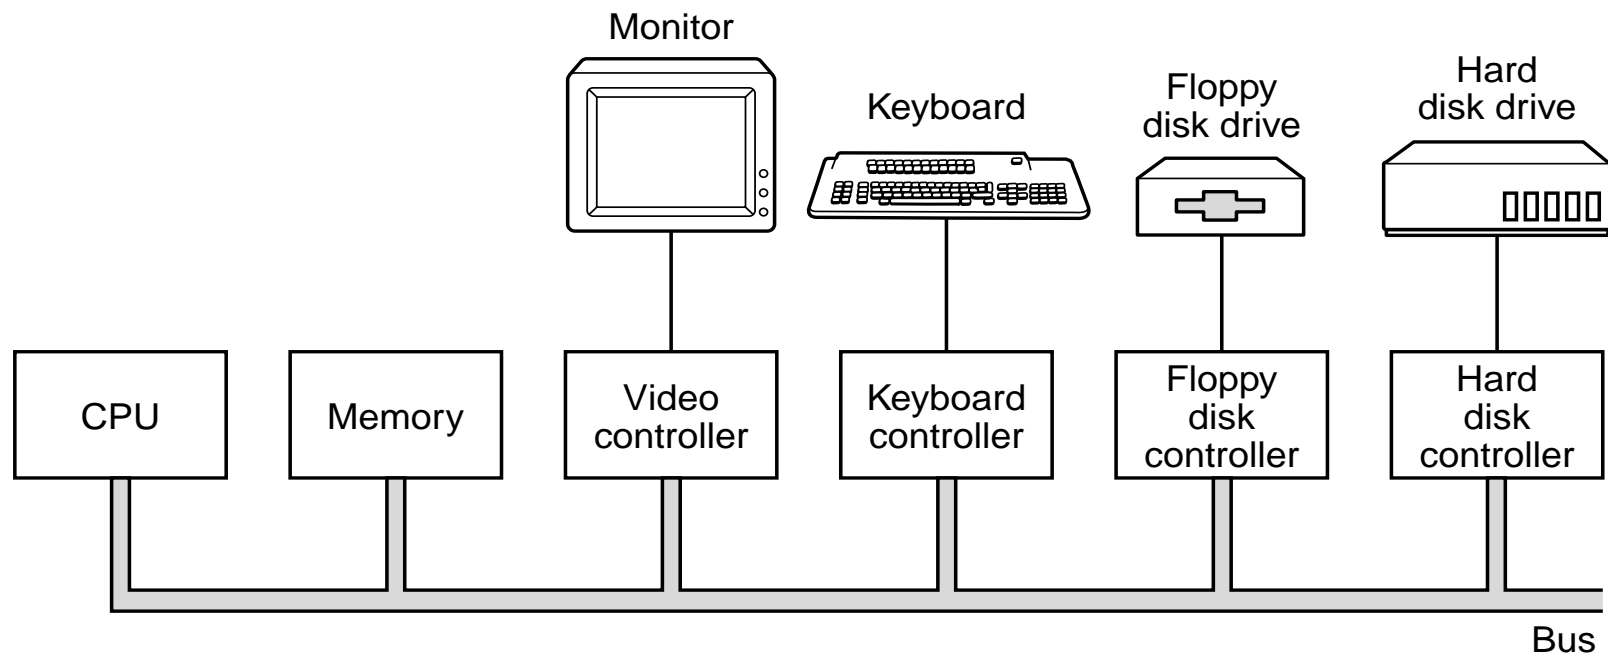 Monitor
Keyboard
Floppy
disk drive
Hard
disk drive
CPU
Memory
Video
controller
Keyboard
controller
Floppy
disk
controller
Hard
disk
controller
Bus